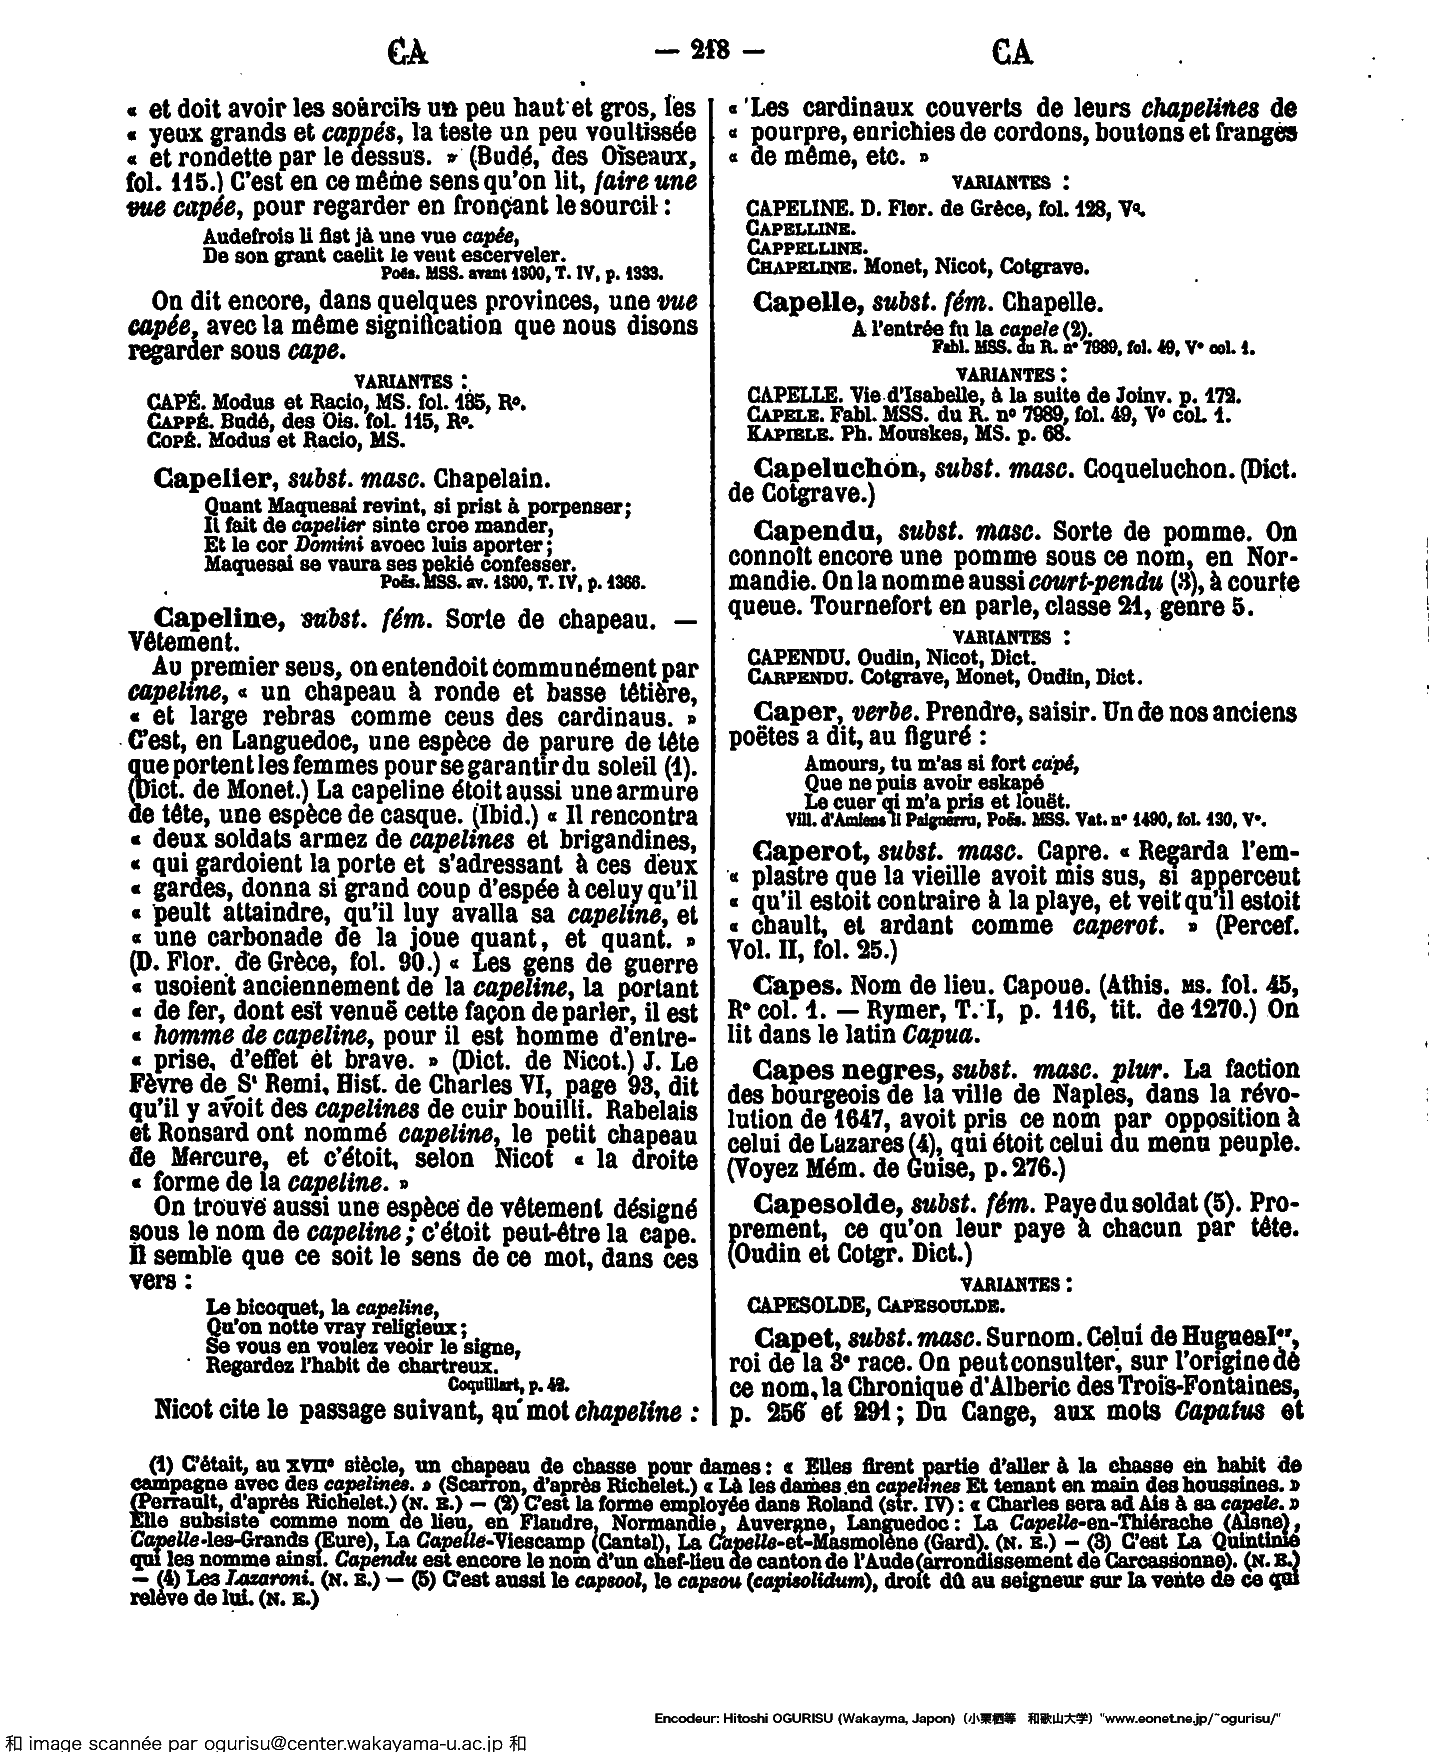 CA — 218 — CA
« et doit avoir les sourcils un peu haut et gros, les
« yeux grands et cappés, la teste un peu voultissée
« et rondette par le dessus. » (Budé, des Oiseaux,
fol. 115.) C'est en ce même sens qu'on lit, faire une
vue capée, pour regarder en fronçant le sourcil :
Audefrois li fist jà une vue capée,
De son grant caelit le veut escerveler.
Poës. MSS. avant 1300, T. IV, p. 1333.
On dit encore, dans quelques provinces, une vue
capée, avec la même signification que nous disons
regarder sous cape.
VARIANTES :
CAPÉ. Modus et Racio, MS. fol. 135, Rº.
CAPPÉ. Budé, des Ois. fol. 115, Rº.
COPÉ. Modus et Racio, MS.
Capelier, subst. masc. Chapelain.
Quant Maquesai revint, si prist à porpenser;
Il fait de capelier sinte croe mander,
Et le cor Domini avoec luis aporter;
Maquesai se vaura ses pekié confesser.
Poës. MSS. av. 1300, T. IV, p. 1366.
Capeline, subst. fém. Sorte de chapeau. —
Vêtement.
Au premier sens, on entendoit communément par
capeline, « un chapeau à ronde et basse têtière,
« et large rebras comme ceus des cardinaus. »
C'est, en Languedoc, une espèce de parure de tête
que portent les femmes pour se garantir du soleil (1).
(Dict. de Monet.) La capeline étoit aussi une armure
de tête, une espèce de casque. (Ibid.) « Il rencontra
« deux soldats armez de capelines et brigandines,
« qui gardoient la porte et s'adressant à ces deux
« gardes, donna si grand coup d'espée à celuy qu'il
« peult attaindre, qu'il luy avalla sa capeline, et
« une carbonade de la joue quant, et quant. »
(D. Flor. de Grèce, fol. 90.) « Les gens de guerre
« usoient anciennement de la capeline, la portant
« de fer, dont est venuë cette façon de parler, il est
« homme de capeline, pour il est homme d'entre-
« prise, d'effet et brave. » (Dict. de Nicot.) J. Le
Fèvre de St Remi, Hist. de Charles VI, page 93, dit
qu'il y avoit des capelines de cuir bouilli. Rabelais
et Ronsard ont nommé capeline, le petit chapeau
de Mercure, et c'étoit, selon Nicot « la droite
« forme de la capeline. »
On trouve aussi une espèce de vêtement désigné
sous le nom de capeline; c'étoit peut-être la cape.
Il semble que ce soit le sens de ce mot, dans ces
vers :
Le bicoquet, la capeline,
Qu'on notte vray religieux;
Se vous en voulez veoir le signe,
Regardez l'habit de chartreux.
Coquillart, p. 42.
Nicot cite le passage suivant, au mot chapeline :
« Les cardinaux couverts de leurs chapelines de
« pourpre, enrichies de cordons, boutons et franges
« de même, etc. »
VARIANTES :
CAPELINE. D. Flor. de Grèce, fol. 128, Vº.
CAPELLINE.
CAPPELLINE.
CHAPELINE. Monet, Nicot, Cotgrave.
Capelle, subst. fém. Chapelle.
A l'entrée fu la capele (2).
Fabl. MSS. du R. nº 7989, fol. 49, Vº col. 1.
VARIANTES :
CAPELLE. Vie d'Isabelle, à la suite de Joinv. p. 172.
CAPELE. Fabl. MSS. du R. nº 7989, fol. 49, Vº col. 1.
KAPIELE. Ph. Mouskes, MS. p. 68.
Capeluchon, subst. masc. Coqueluchon. (Dict.
de Cotgrave.)
Capendu, subst. masc. Sorte de pomme. On
connoît encore une pomme sous ce nom, en Nor-
mandie. On la nomme aussi court-pendu (3), à courte
queue. Tournefort en parle, classe 21, genre 5.
VARIANTES :
CAPENDU. Oudin, Nicot, Dict.
CARPENDU. Cotgrave, Monet, Oudin, Dict.
Caper, verbe. Prendre, saisir. Un de nos anciens
poëtes a dit, au figuré :
Amours, tu m'as si fort capé,
Que ne puis avoir eskapé
Le cuer qi m'a pris et louët.
Vill. d'Amiens li Paignerru, Poës. MSS. Vat. nº 1490, fol. 130, Vº.
Caperot, subst. masc. Capre. « Regarda l'em-
« plastre que la vieille avoit mis sus, si apperceut
« qu'il estoit contraire à la playe, et veit qu'il estoit
« chault, et ardant comme caperot. » (Percef.
Vol. II, fol. 25.)
Capes. Nom de lieu. Capoue. (Athis. MS. fol. 45,
Rº col. 1. — Rymer, T. I, p. 116, tit. de 1270.) On
lit dans le latin Capua.
Capes negres, subst. masc. plur. La faction
des bourgeois de la ville de Naples, dans la révo-
lution de 1647, avoit pris ce nom par opposition à
celui de Lazares (4), qui étoit celui du menu peuple.
(Voyez Mém. de Guise, p. 276.)
Capesolde, subst. fém. Paye du soldat (5). Pro-
prement, ce qu'on leur paye à chacun par tête.
(Oudin et Cotgr. Dict.)
VARIANTES :
CAPESOLDE, CAPESOULDE.
Capet, subst. masc. Surnom. Celui de Hugues Ier,
roi de la 3e race. On peut consulter, sur l'origine de
ce nom, la Chronique d'Alberic des Trois-Fontaines,
p. 256 et 291; Du Cange, aux mots Capatus et
(1) C'était, au XVIIe siècle, un chapeau de chasse pour dames : « Elles firent partie d'aller à la chasse en habit de
campagne avec des capelines. » (Scarron, d'après Richelet.) « Là les dames en capelines Et tenant en main des houssines. »
(Perrault, d'après Richelet.) (N. E.) — (2) C'est la forme employée dans Roland (str. IV) : « Charles sera ad Ais à sa capele. »
Elle subsiste comme nom de lieu, en Flandre, Normandie, Auvergne, Languedoc : La Capelle-en-Thiérache (Aisne),
Capelle-les-Grands (Eure), La Capelle-Viescamp (Cantal), La Capelle-et-Masmolène (Gard). (N. E.) — (3) C'est La Quintinie
qui les nomme ainsi. Capendu est encore le nom d'un chef-lieu de canton de l'Aude (arrondissement de Carcassonne). (N. E.)
— (4) Les Lazaroni. (N. E.) — (5) C'est aussi le capsool, le capsou (capisolidum), droit dû au seigneur sur la vente de ce qui
relève de lui. (N. E.)
Encodeur: Hitoshi OGURISU (Wakayma, Japon) (小栗栖等 和歌山大学) "www.eonet.ne.jp/~ogurisu/"
和 image scannée par ogurisu@center.wakayama-u.ac.jp 和